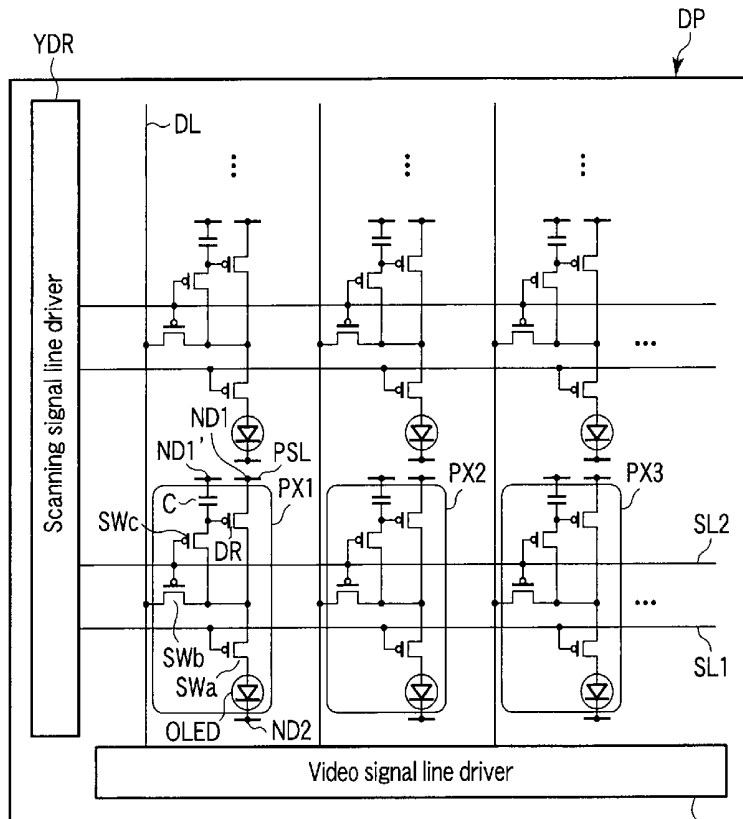 DP
YDR
DL
Scanning signal line driver
ND1
ND1'
PSL
PX1
PX2
PX3
C
SWc
DR
SL2
SWb
SWa
SL1
OLED
ND2
Video signal line driver